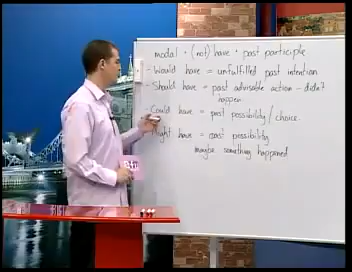 modal + (not) have + past participle
- Would have = unfulfilled past intention
- Should have = past advisable action - didn't
happen.
- Could have = past possibility / choice
Might have = past possibility
maybe something happened